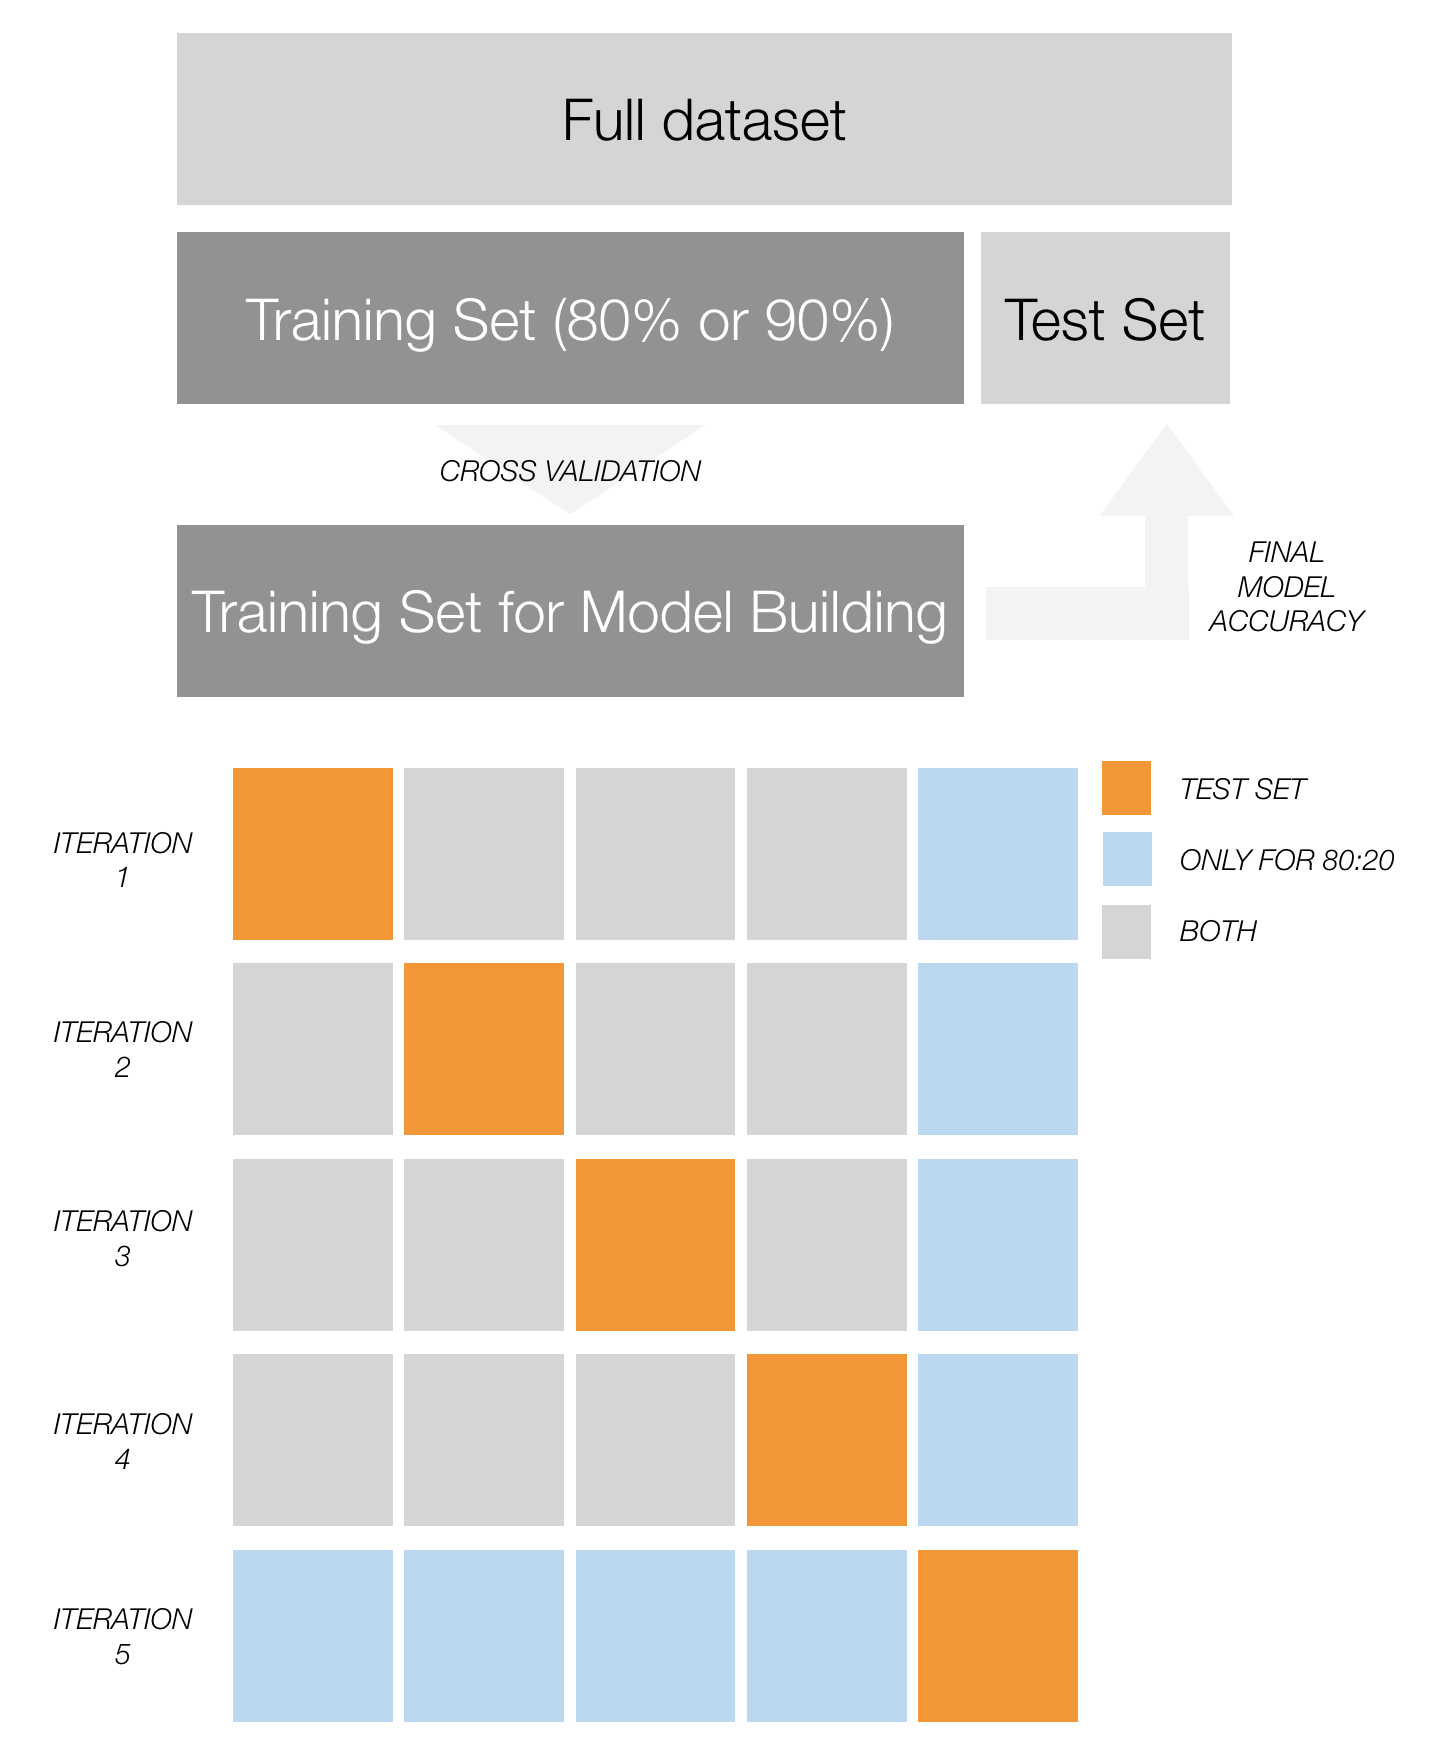 Full dataset
Training Set (80% or 90%)
Test Set
CROSS VALIDATION
Training Set for Model Building
FINAL
MODEL
ACCURACY
TEST SET
ONLY FOR 80:20
BOTH
ITERATION
1
ITERATION
2
ITERATION
3
ITERATION
4
ITERATION
5